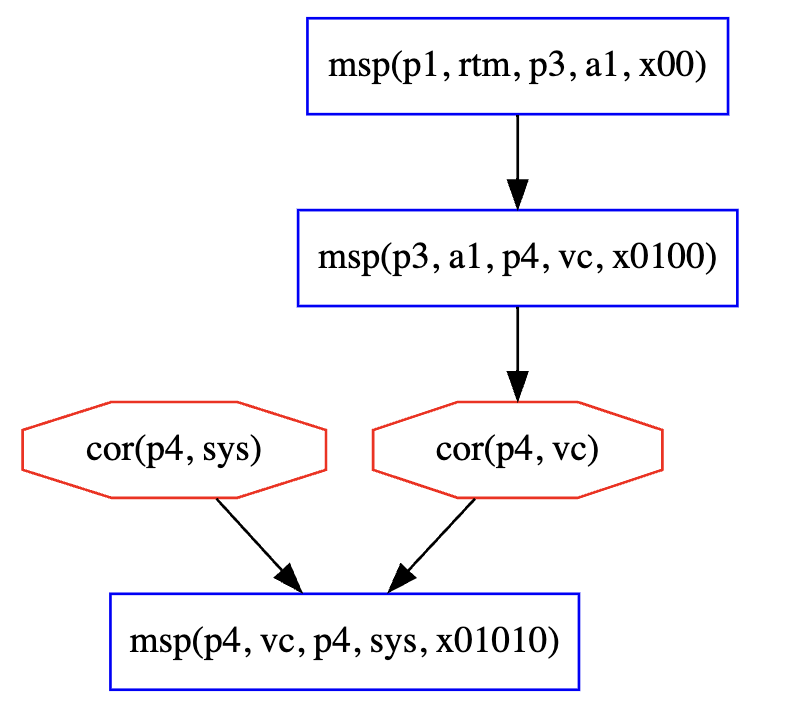 msp(p1, rtm, p3, a1, x00)
msp(p3, a1, p4, vc, x0100)
cor(p4, sys)
cor(p4, vc)
msp(p4, vc, p4, sys, x01010)